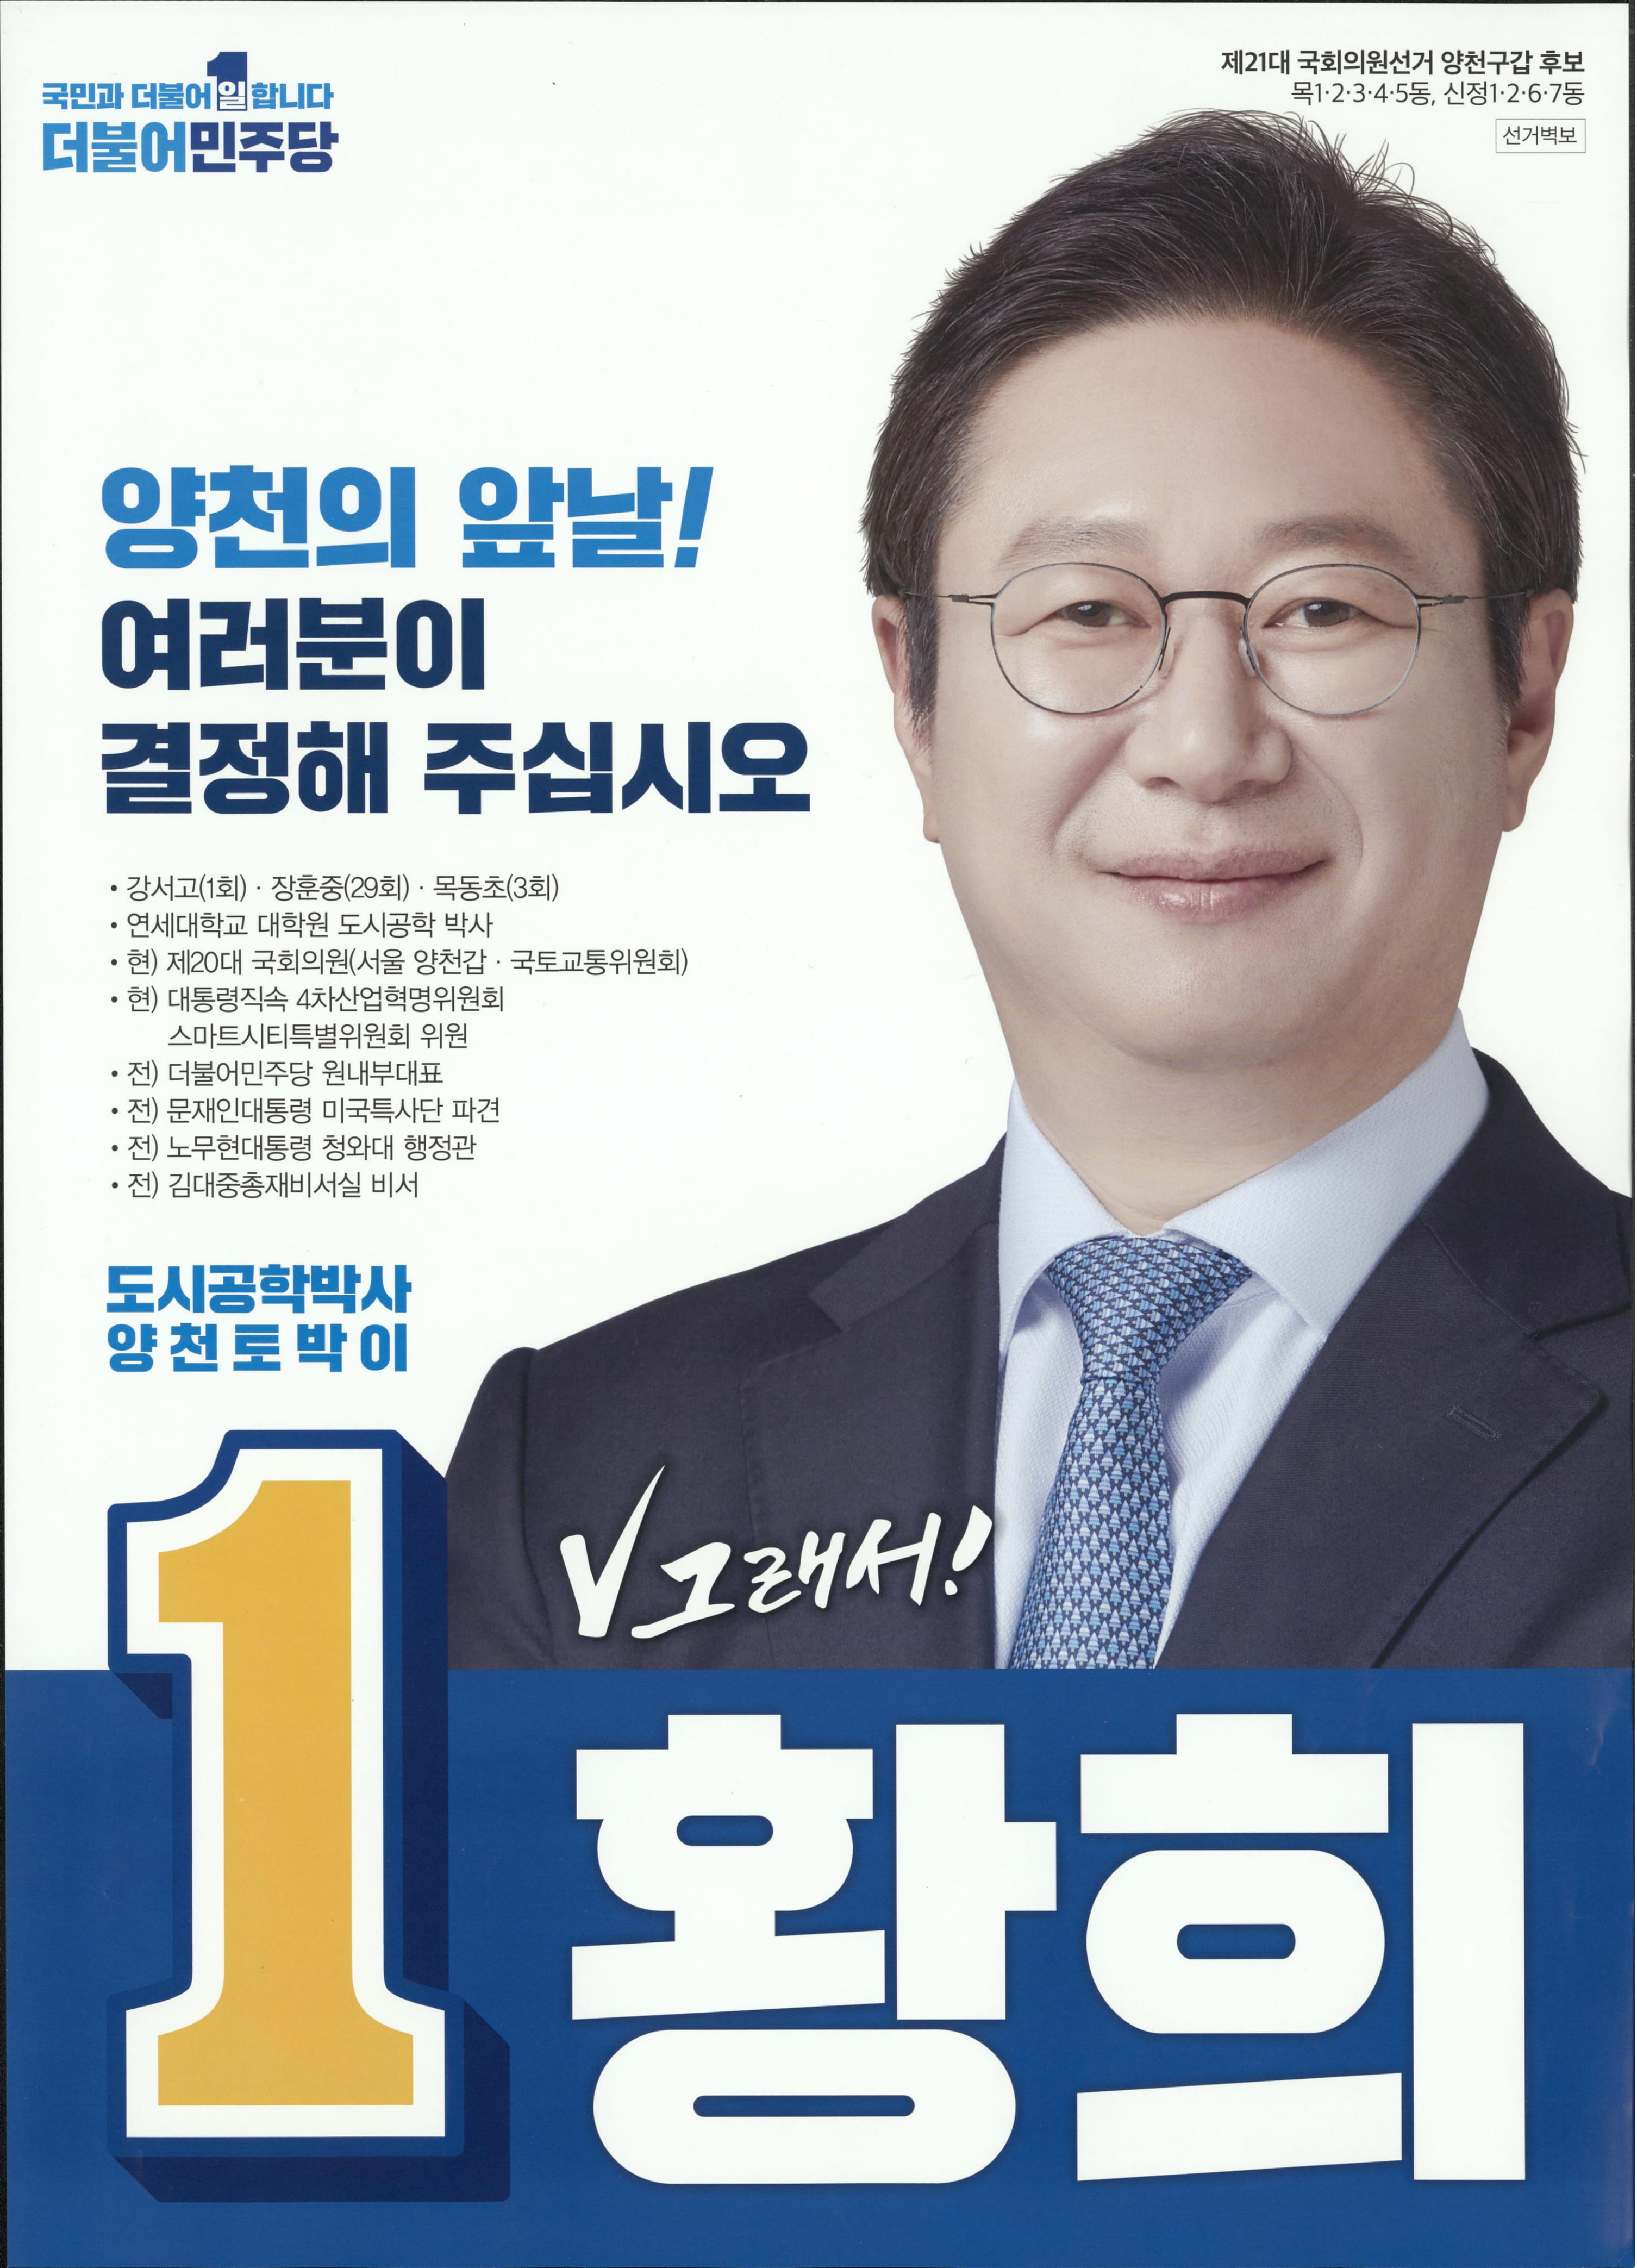 국민과 더불어 일합니다
더불어민주당
제21대 국회의원선거 양천구갑 후보
목1·2·3·4·5동, 신정1·2·6·7동
선거벽보
양천의 앞날!
여러분이
결정해 주십시오
• 강서고(1회) · 장훈중(29회) · 목동초(3회)
• 연세대학교 대학원 도시공학 박사
• 현) 제20대 국회의원(서울 양천갑 · 국토교통위원회)
• 현) 대통령직속 4차산업혁명위원회
스마트시티특별위원회 위원
• 전) 더불어민주당 원내부대표
• 전) 문재인대통령 미국특사단 파견
• 전) 노무현대통령 청와대 행정관
• 전) 김대중총재비서실 비서
도시공학박사
양천토박이
그래서!
1 황희